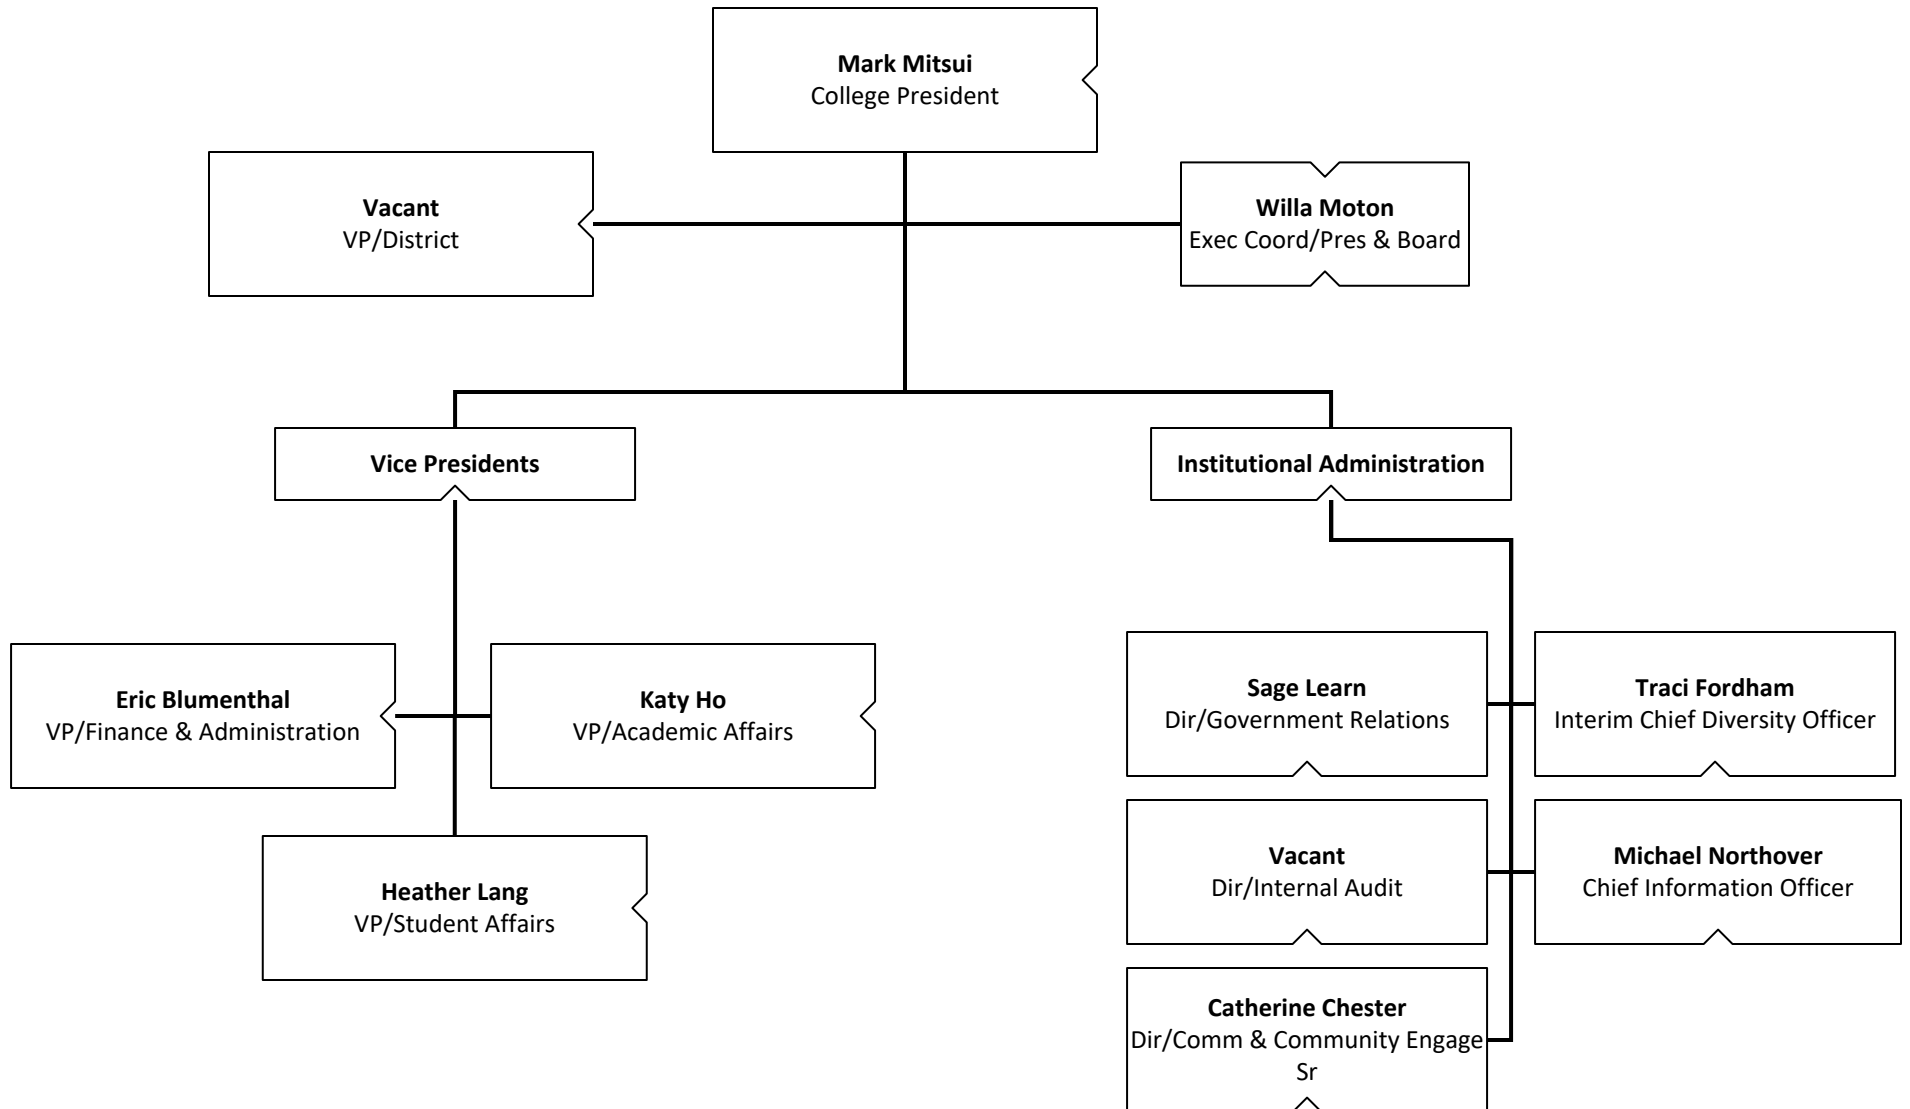 Mark Mitsui
College President
Vacant
VP/District
Willa Moton
Exec Coord/Pres & Board
Vice Presidents
Institutional Administration
Eric Blumenthal
VP/Finance & Administration
Katy Ho
VP/Academic Affairs
Heather Lang
VP/Student Affairs
Sage Learn
Dir/Government Relations
Traci Fordham
Interim Chief Diversity Officer
Vacant
Dir/Internal Audit
Michael Northover
Chief Information Officer
Catherine Chester
Dir/Comm & Community Engage
Sr